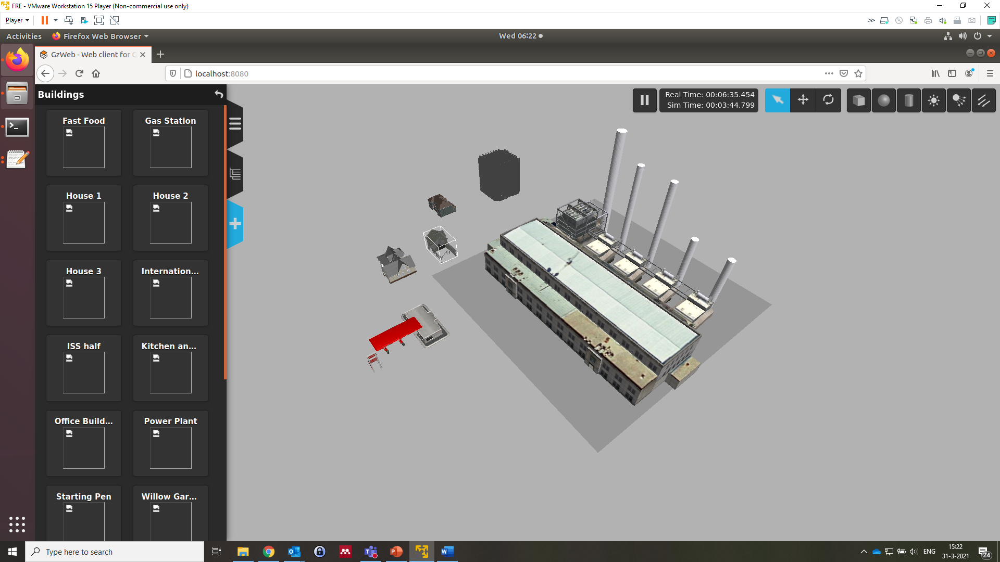 FRE - VMware Workstation 15 Player (Non-commercial use only)
Player
Activities
Firefox Web Browser
Wed 06:22
GzWeb - Web client for
localhost:8080
Buildings
Real Time: 00:06:35.454
Sim Time: 00:03:44.799
Fast Food
Gas Station
House 1
House 2
House 3
Internation...
ISS half
Kitchen an...
Office Build...
Power Plant
Starting Pen
Willow Gar...
Type here to search
ENG
15:22
31-3-2021
24